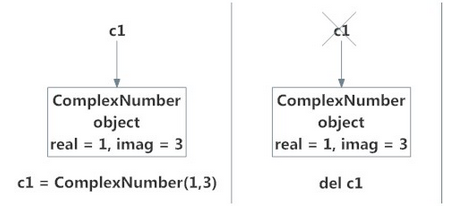 c1
ComplexNumber
object
real = 1, imag = 3
c1 = ComplexNumber(1,3)
c1
ComplexNumber
object
real = 1, imag = 3
del c1